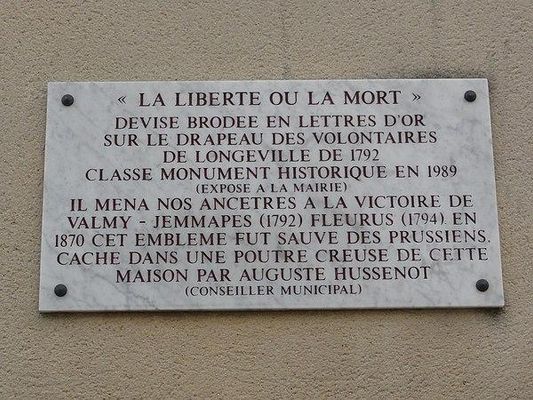 « LA LIBERTE OU LA MORT »
DEVISE BRODEE EN LETTRES D'OR
SUR LE DRAPEAU DES VOLONTAIRES
DE LONGEVILLE DE 1792
CLASSE MONUMENT HISTORIQUE EN 1989
(EXPOSE A LA MAIRIE)
IL MENA NOS ANCETRES A LA VICTOIRE DE
VALMY - JEMMAPES (1792) FLEURUS (1794). EN
1870 CET EMBLEME FUT SAUVE DES PRUSSIENS.
CACHE DANS UNE POUTRE CREUSE DE CETTE
MAISON PAR AUGUSTE HUSSENOT
(CONSEILLER MUNICIPAL)